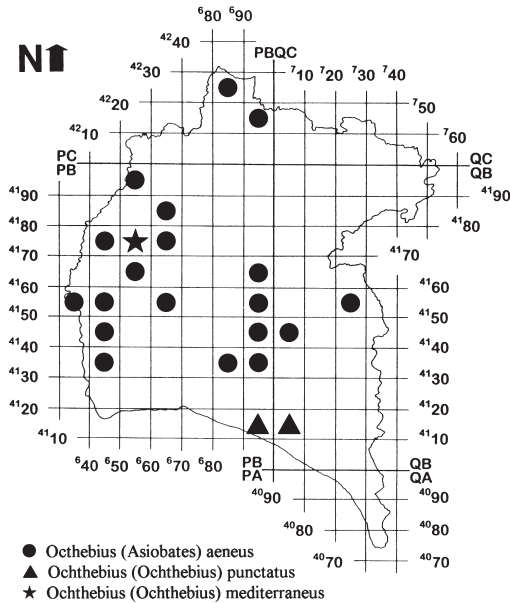 ⁶80 ⁶90
⁴²40
PB QC
N
⁴²30
⁷10 ⁷20 ⁷30 ⁷40
⁴²20
⁷50
⁴²10
⁷60
PC QC
PB QB
⁴¹90 ⁴¹90
⁴¹80 ⁴¹80
⁴¹70 ⁴¹70
⁴¹60 ⁴¹60
⁴¹50 ⁴¹50
⁴¹40 ⁴¹40
⁴¹30 ⁴¹30
⁴¹20 ⁴¹20
⁴¹10 ⁴¹10
⁶40 ⁶50 ⁶60 ⁶70 ⁶80 PB QB
PA QA
⁴⁰90 ⁴⁰90
⁴⁰80 ⁴⁰80
⁴⁰70 ⁴⁰70
Octhebius (Asiobates) aeneus
Ochthebius (Ochthebius) punctatus
Ochthebius (Ochthebius) mediterraneus